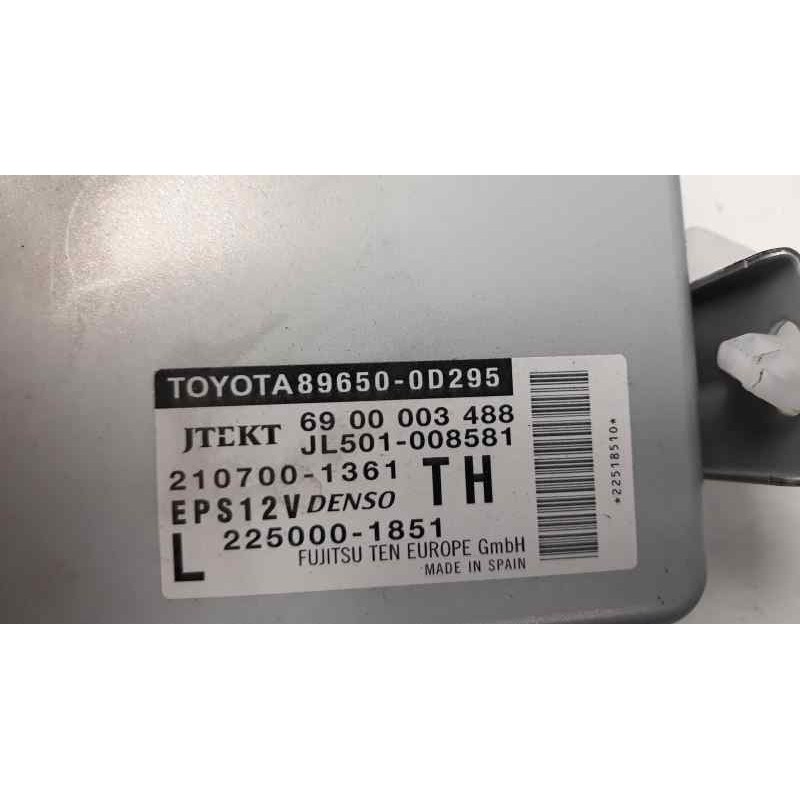 TOYOTA89650-0D295
JTEKT 69 00 003 488
JL501-008581
210700-1361 TH
EPS12V DENSO
L 225000-1851
FUJITSU TEN EUROPE GmbH
MADE IN SPAIN
*22518510*